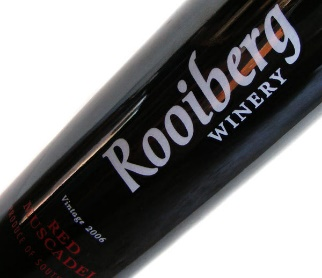 Rooiberg
WINERY
Vintage 2006
RED
MUSCADEL